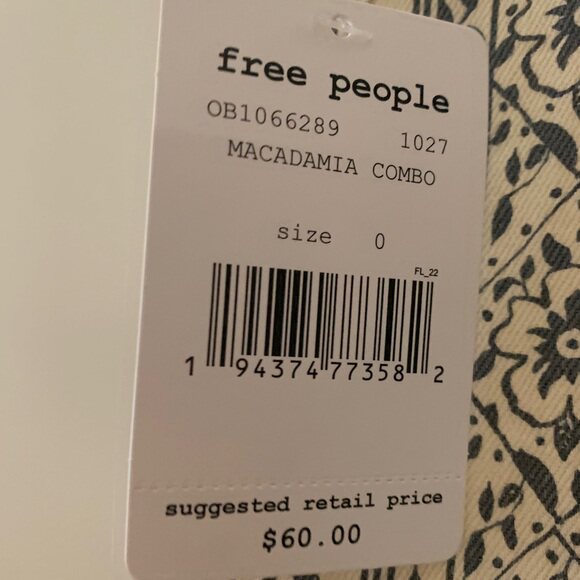 free people
OB1066289 1027
MACADAMIA COMBO
size 0
FL_22
1 94374 77358 2
suggested retail price
$60.00